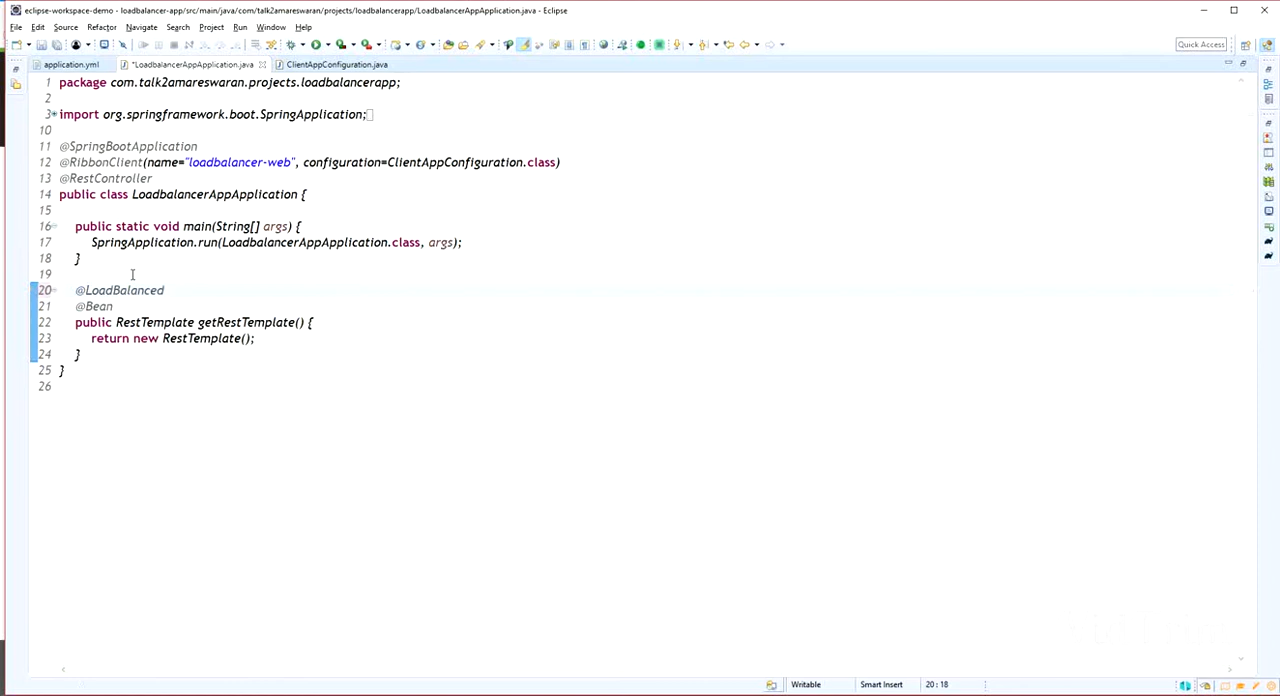 eclipse-workspace-demo - loadbalancer-app/src/main/java/com/talk2amareswaran/projects/loadbalancerapp/LoadbalancerAppApplication.java - Eclipse
File Edit Source Refactor Navigate Search Project Run Window Help
Quick Access
application.yml *LoadbalancerAppApplication.java ClientAppConfiguration.java
1 package com.talk2amareswaran.projects.loadbalancerapp;
2
3 import org.springframework.boot.SpringApplication;
10
11 @SpringBootApplication
12 @RibbonClient(name="loadbalancer-web", configuration=ClientAppConfiguration.class)
13 @RestController
14 public class LoadbalancerAppApplication {
15
16 public static void main(String[] args) {
17 SpringApplication.run(LoadbalancerAppApplication.class, args);
18 }
19
20 @LoadBalanced
21 @Bean
22 public RestTemplate getRestTemplate() {
23 return new RestTemplate();
24 }
25 }
26
Writable Smart Insert 20 : 18